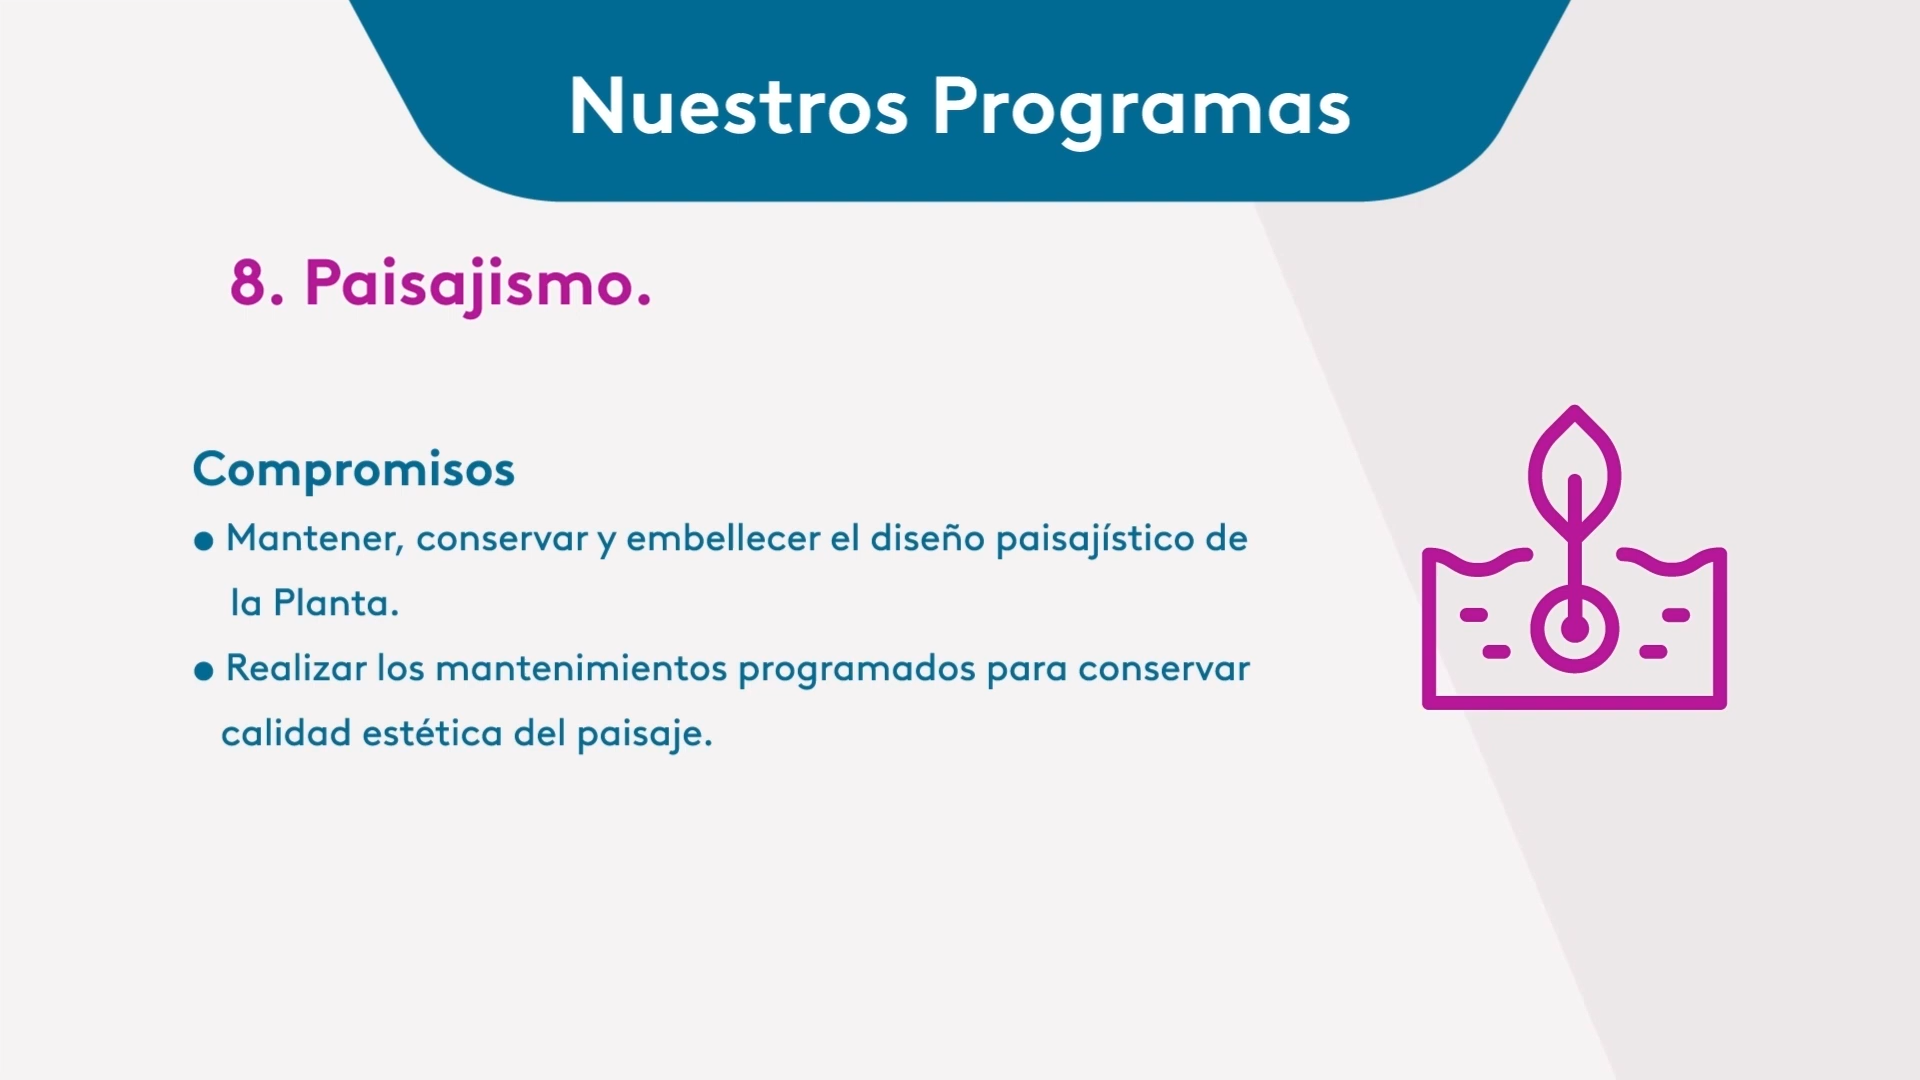 Nuestros Programas
8. Paisajismo.
Compromisos
● Mantener, conservar y embellecer el diseño paisajístico de
la Planta.
● Realizar los mantenimientos programados para conservar
calidad estética del paisaje.